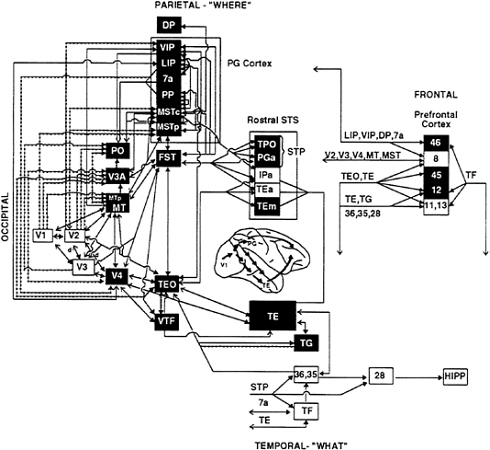 PARIETAL - "WHERE"
DP
VIP
LIP
7a
PP
MSTc
MSTp
PG Cortex
FST
PO
V3A
MTp
MT
V1
V2
V3
V4
TEO
VTF
OCCIPITAL
Rostral STS
TPO
PGa
IPa
TEa
TEm
STP
PG
V1
TE
TE
TG
FRONTAL
Prefrontal
Cortex
LIP,VIP,DP,7a
46
V2,V3,V4,MT,MST
8
TEO,TE
45
12
TF
TE,TG
11,13
36,35,28
36,35
28
HIPP
STP
7a
TF
TE
TEMPORAL- "WHAT"